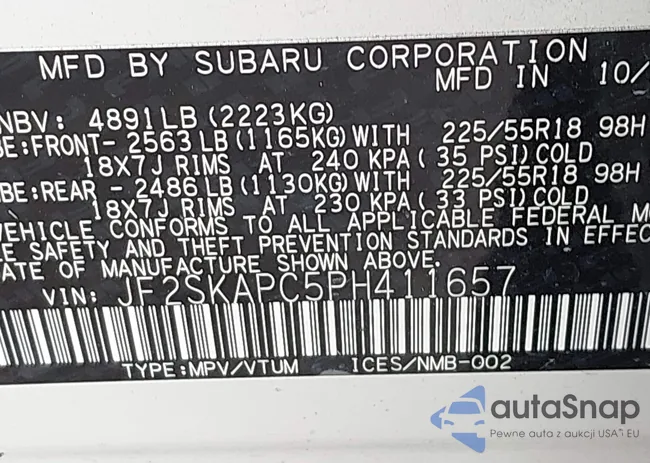 MFD BY SUBARU CORPORATION
MFD IN 10/
NBV: 4891LB (2223KG)
BE:FRONT- 2563 LB (1165KG)WITH 225/55R18 98H
18X7J RIMS AT 240 KPA( 35 PSI) COLD
BE:REAR - 2486 LB (1130KG)WITH 225/55R18 98H
18X7J RIMS AT 230 KPA( 33 PSI) COLD
VEHICLE CONFORMS TO ALL APPLICABLE FEDERAL MO
E SAFETY AND THEFT PREVENTION STANDARDS IN EFFEC
ATE OF MANUFACTURE SHOWN ABOVE.
VIN: JF2SKAPC5PH411657
TYPE:MPV/VTUM ICES/NMB-002
autaSnap
Pewne auta z aukcji USA i EU